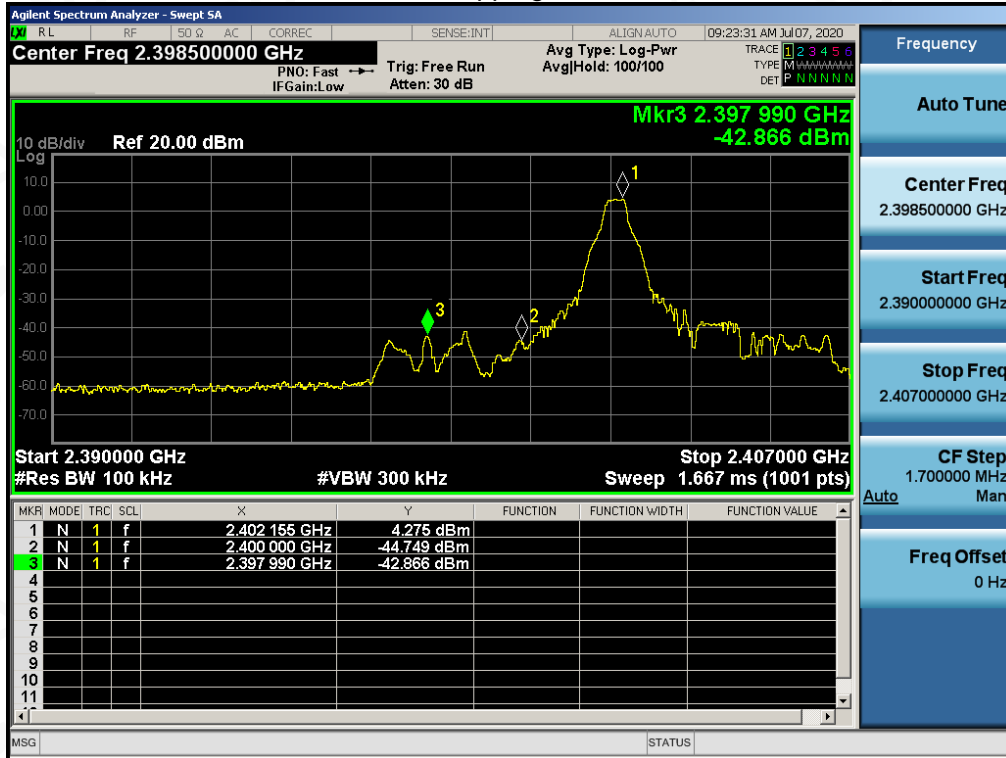 Agilent Spectrum Analyzer - Swept SA
LXI RL RF 50 Ω AC CORREC SENSE:INT ALIGN AUTO 09:23:31 AM Jul 07, 2020
Center Freq 2.398500000 GHz
PNO: Fast
IFGain:Low
Trig: Free Run
Atten: 30 dB
Avg Type: Log-Pwr
Avg|Hold: 100/100
TRACE 1 2 3 4 5 6
TYPE M
DET P N N N N N
Mkr3 2.397 990 GHz
-42.866 dBm
10 dB/div Ref 20.00 dBm
Log
10.0
0.00
-10.0
-20.0
-30.0
-40.0
-50.0
-60.0
-70.0
1
2
3
Start 2.390000 GHz Stop 2.407000 GHz
#Res BW 100 kHz #VBW 300 kHz Sweep 1.667 ms (1001 pts)
MKR MODE TRC SCL X Y FUNCTION FUNCTION WIDTH FUNCTION VALUE
1 N 1 f 2.402 155 GHz 4.275 dBm
2 N 1 f 2.400 000 GHz -44.749 dBm
3 N 1 f 2.397 990 GHz -42.866 dBm
4
5
6
7
8
9
10
11
MSG STATUS
Frequency
Auto Tune
Center Freq
2.398500000 GHz
Start Freq
2.390000000 GHz
Stop Freq
2.407000000 GHz
CF Step
1.700000 MHz
Auto Man
Freq Offset
0 Hz